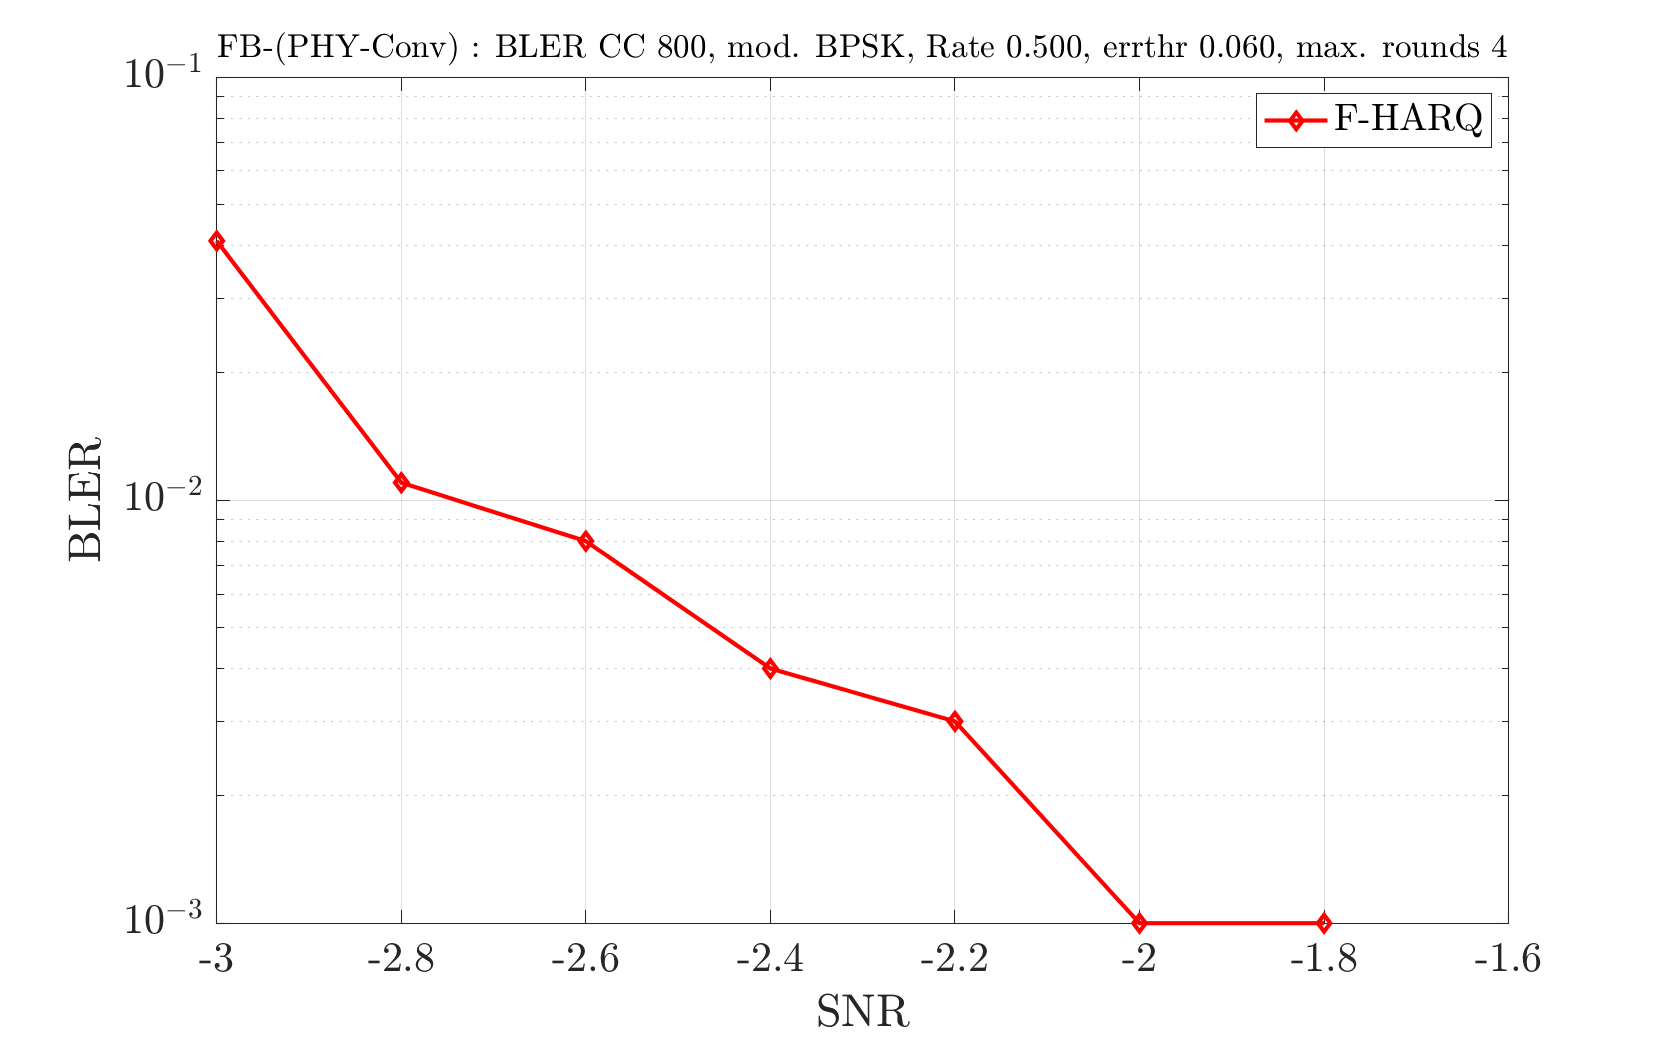 FB-(PHY-Conv) : BLER CC 800, mod. BPSK, Rate 0.500, errthr 0.060, max. rounds 4
F-HARQ
10⁻¹
10⁻²
10⁻³
BLER
-3 -2.8 -2.6 -2.4 -2.2 -2 -1.8 -1.6
SNR